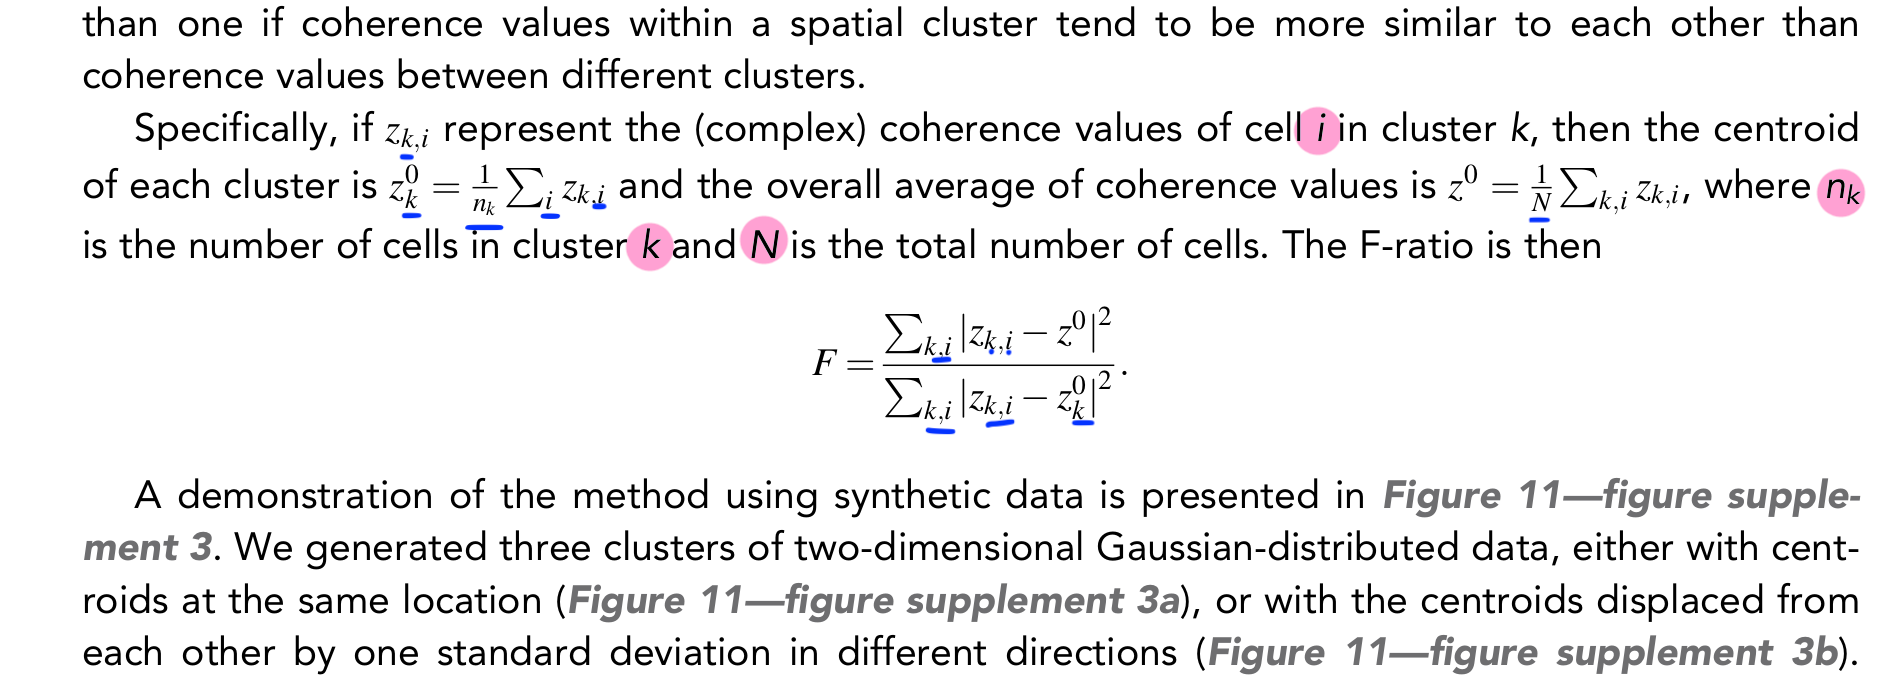 than one if coherence values within a spatial cluster tend to be more similar to each other than
coherence values between different clusters.
Specifically, if z_{k,i} represent the (complex) coherence values of cell i in cluster k, then the centroid
of each cluster is z_k^0 = \frac{1}{n_k} \sum_i z_{k,i} and the overall average of coherence values is z^0 = \frac{1}{N} \sum_{k,i} z_{k,i}, where n_k
is the number of cells in cluster k and N is the total number of cells. The F-ratio is then
F = \frac{\sum_{k,i} |z_{k,i} - z^0|^2}{\sum_{k,i} |z_{k,i} - z_k^0|^2}.
A demonstration of the method using synthetic data is presented in Figure 11—figure supple-
ment 3. We generated three clusters of two-dimensional Gaussian-distributed data, either with cent-
roids at the same location (Figure 11—figure supplement 3a), or with the centroids displaced from
each other by one standard deviation in different directions (Figure 11—figure supplement 3b).